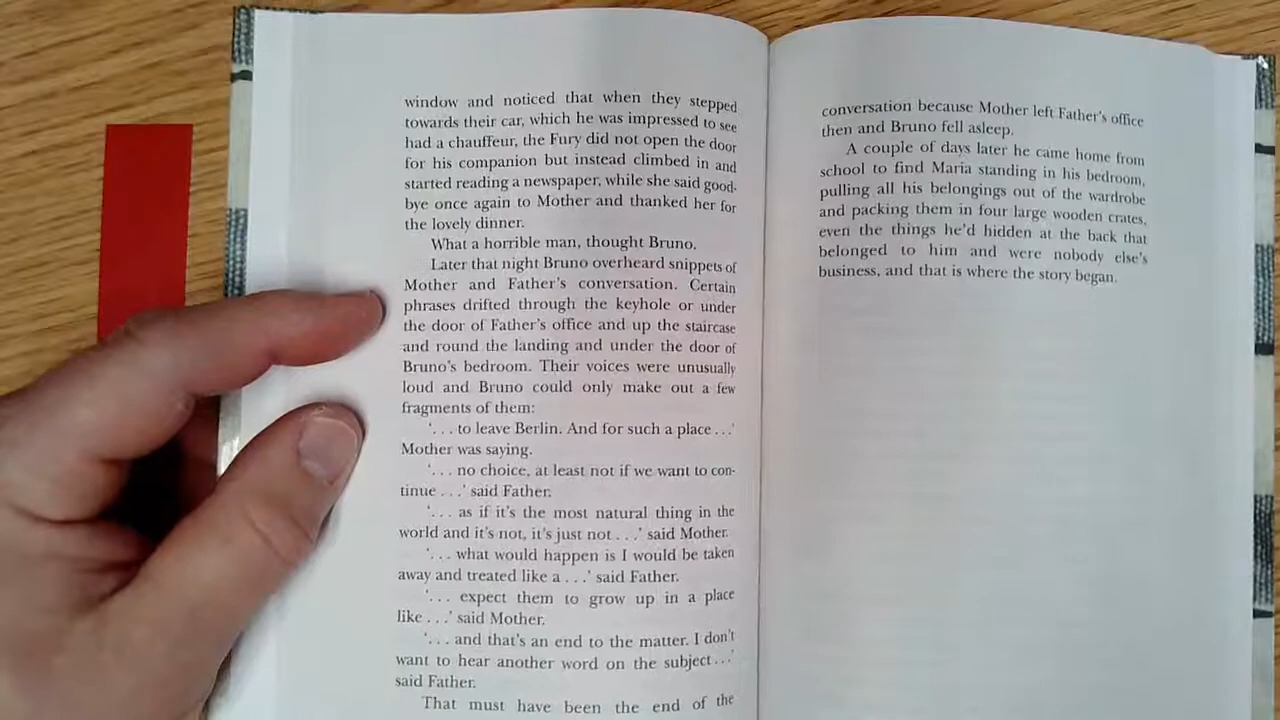 window and noticed that when they stepped
towards their car, which he was impressed to see
had a chauffeur, the Fury did not open the door
for his companion but instead climbed in and
started reading a newspaper, while she said good-
bye once again to Mother and thanked her for
the lovely dinner.
What a horrible man, thought Bruno.
Later that night Bruno overheard snippets of
Mother and Father's conversation. Certain
phrases drifted through the keyhole or under
the door of Father's office and up the staircase
and round the landing and under the door of
Bruno's bedroom. Their voices were unusually
loud and Bruno could only make out a few
fragments of them:
'. . . to leave Berlin. And for such a place . . .'
Mother was saying.
'. . . no choice, at least not if we want to con-
tinue . . .' said Father.
'. . . as if it's the most natural thing in the
world and it's not, it's just not . . .' said Mother.
'. . . what would happen is I would be taken
away and treated like a . . .' said Father.
'. . . expect them to grow up in a place
like . . .' said Mother.
'. . . and that's an end to the matter. I don't
want to hear another word on the subject . . .'
said Father.
That must have been the end of the
conversation because Mother left Father's office
then and Bruno fell asleep.
A couple of days later he came home from
school to find Maria standing in his bedroom,
pulling all his belongings out of the wardrobe
and packing them in four large wooden crates,
even the things he'd hidden at the back that
belonged to him and were nobody else's
business, and that is where the story began.